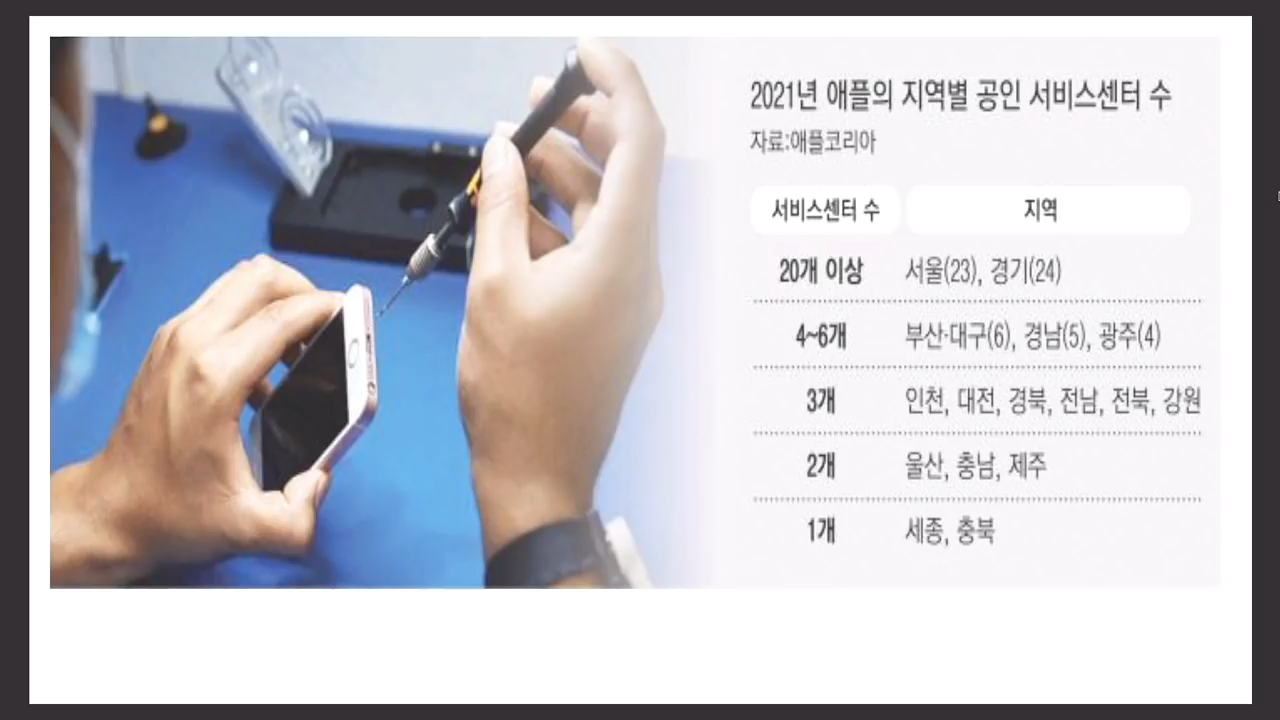 2021년 애플의 지역별 공인 서비스센터 수
자료:애플코리아
서비스센터 수 지역
20개 이상 서울(23), 경기(24)
4~6개 부산·대구(6), 경남(5), 광주(4)
3개 인천, 대전, 경북, 전남, 전북, 강원
2개 울산, 충남, 제주
1개 세종, 충북